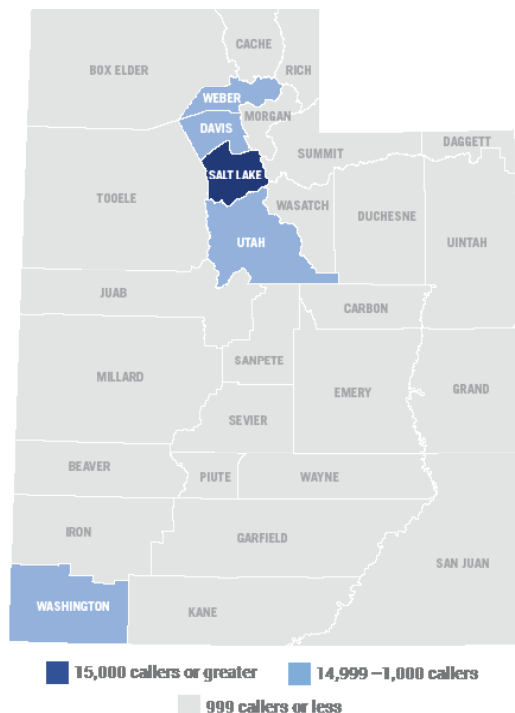 CACHE
BOX ELDER
RICH
WEBER
MORGAN
DAVIS
DAGGETT
SUMMIT
SALT LAKE
TOOELE
WASATCH
DUCHESNE
UTAH
UINTAH
JUAB
CARBON
SANPETE
MILLARD
EMERY
GRAND
SEVIER
BEAVER
PIUTE
WAYNE
IRON
GARFIELD
SAN JUAN
WASHINGTON
KANE
15,000 callers or greater
14,999 –1,000 callers
999 callers or less